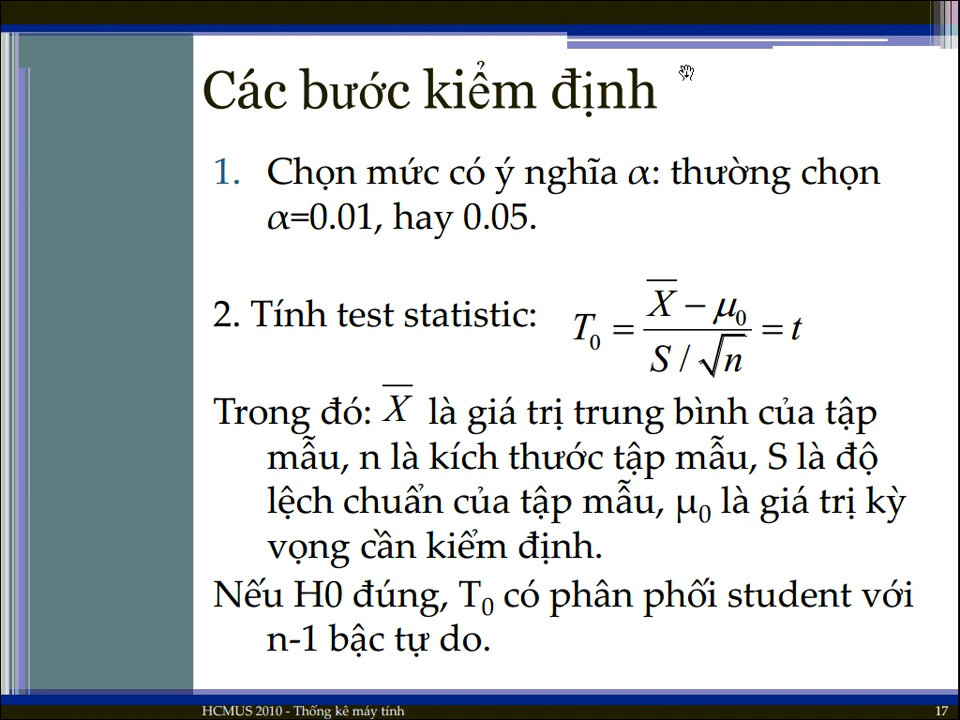 Các bước kiểm định
1. Chọn mức có ý nghĩa α: thường chọn
α=0.01, hay 0.05.
2. Tính test statistic: T₀ = (X̅ − μ₀) / (S / √n) = t
Trong đó: X̅ là giá trị trung bình của tập
mẫu, n là kích thước tập mẫu, S là độ
lệch chuẩn của tập mẫu, μ₀ là giá trị kỳ
vọng cần kiểm định.
Nếu H0 đúng, T₀ có phân phối student với
n-1 bậc tự do.
HCMUS 2010 - Thống kê máy tính
17